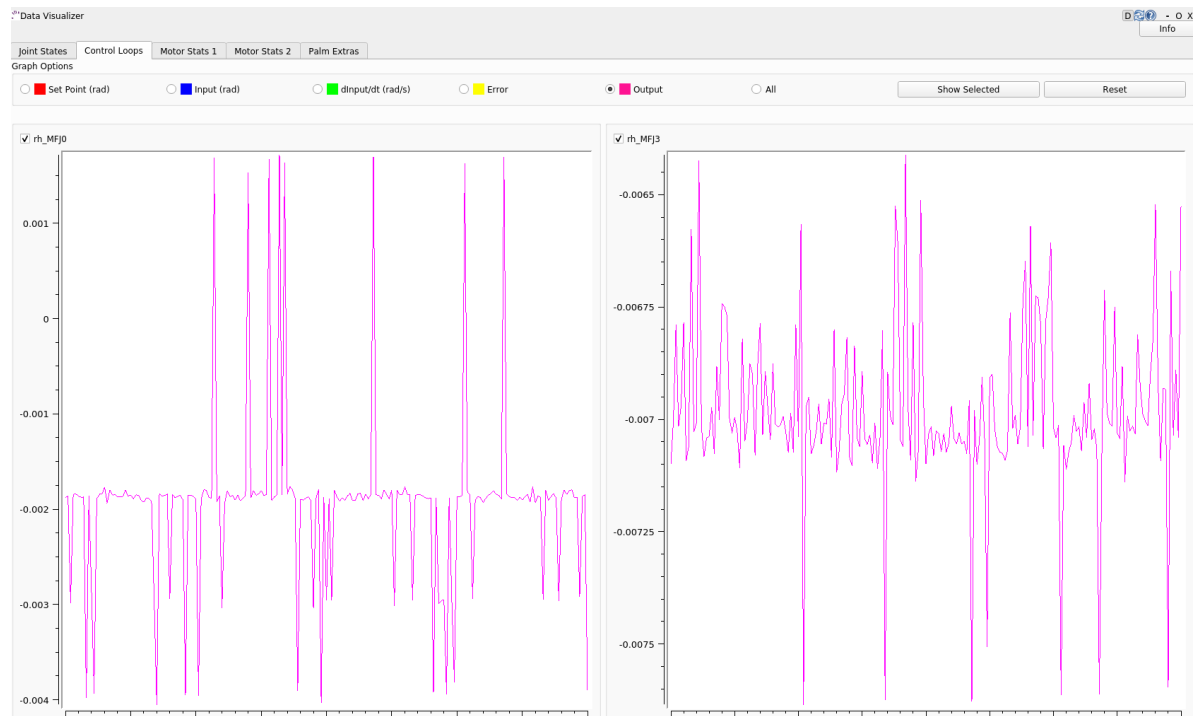 Data Visualizer
D - O X
Info
Joint States Control Loops Motor Stats 1 Motor Stats 2 Palm Extras
Graph Options
Set Point (rad) Input (rad) dInput/dt (rad/s) Error Output All Show Selected Reset
rh_MFJ0
0.001
0
-0.001
-0.002
-0.003
-0.004
rh_MFJ3
-0.0065
-0.00675
-0.007
-0.00725
-0.0075